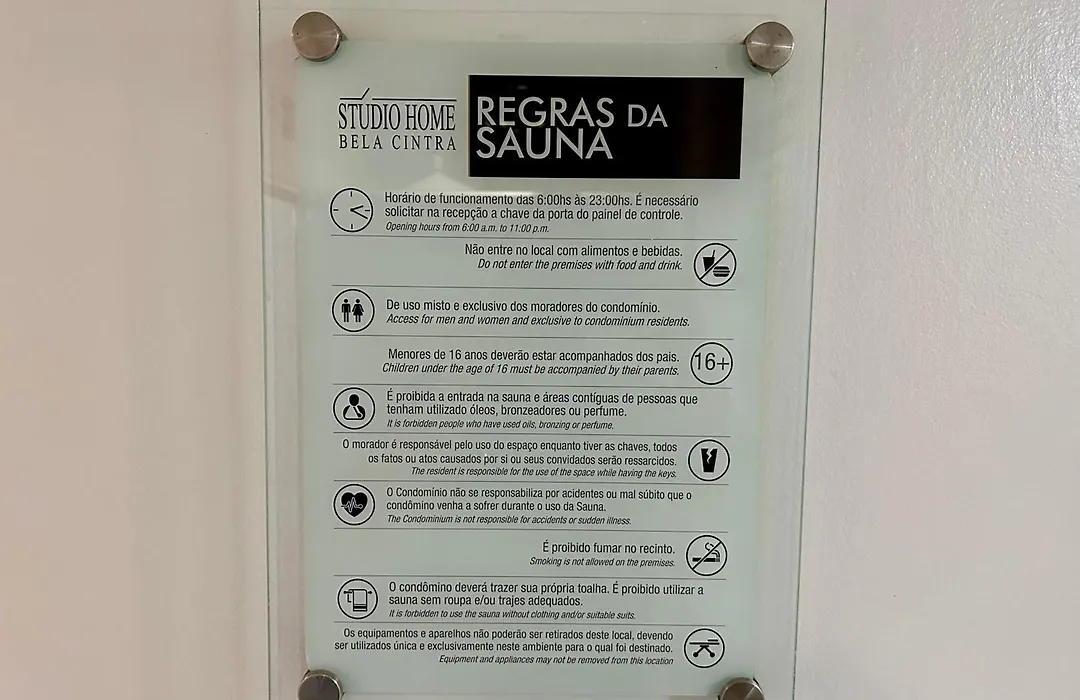 STÚDIO HOME
BELA CINTRA
REGRAS DA
SAUNA
Horário de funcionamento das 6:00hs às 23:00hs. É necessário
solicitar na recepção a chave da porta do painel de controle.
Opening hours from 6:00 a.m. to 11:00 p.m.
Não entre no local com alimentos e bebidas.
Do not enter the premises with food and drink.
De uso misto e exclusivo dos moradores do condomínio.
Access for men and women and exclusive to condominium residents.
Menores de 16 anos deverão estar acompanhados dos pais.
Children under the age of 16 must be accompanied by their parents.
16+
É proibida a entrada na sauna e áreas contíguas de pessoas que
tenham utilizado óleos, bronzeadores ou perfume.
It is forbidden people who have used oils, bronzing or perfume.
O morador é responsável pelo uso do espaço enquanto tiver as chaves, todos
os fatos ou atos causados por si ou seus convidados serão ressarcidos.
The resident is responsible for the use of the space while having the keys.
O Condomínio não se responsabiliza por acidentes ou mal súbito que o
condômino venha a sofrer durante o uso da Sauna.
The Condominium is not responsible for accidents or sudden illness.
É proibido fumar no recinto.
Smoking is not allowed on the premises.
O condômino deverá trazer sua própria toalha. É proibido utilizar a
sauna sem roupa e/ou trajes adequados.
It is forbidden to use the sauna without clothing and/or suitable suits.
Os equipamentos e aparelhos não poderão ser retirados deste local, devendo
ser utilizados única e exclusivamente neste ambiente para o qual foi destinado.
Equipment and appliances may not be removed from this location